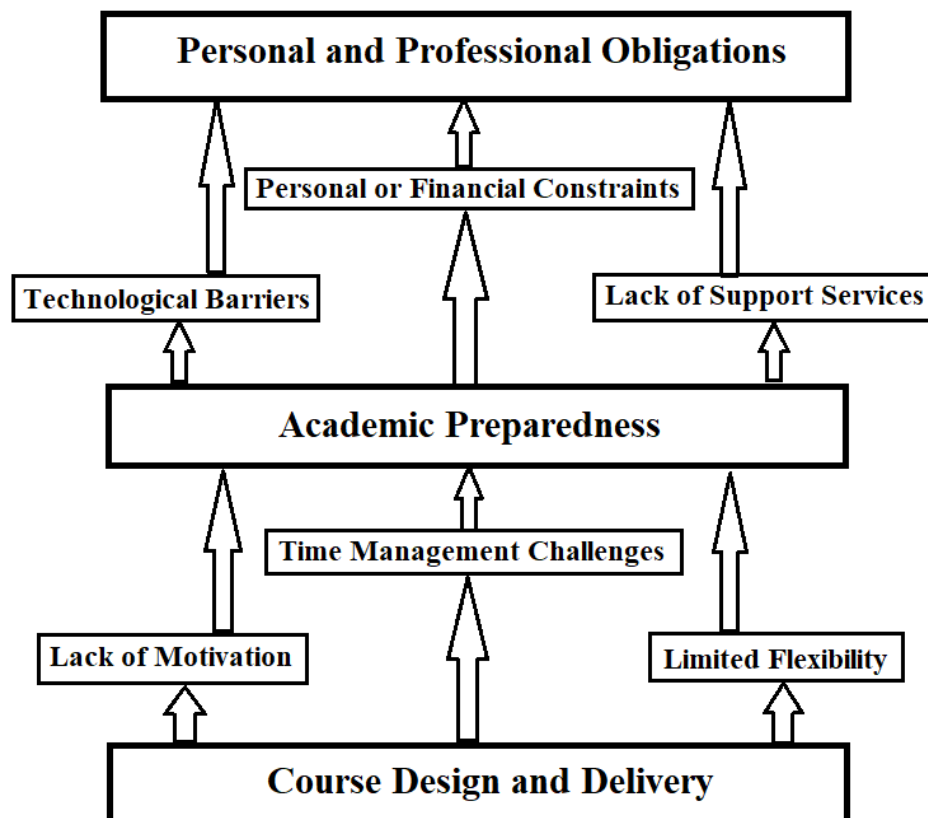 Personal and Professional Obligations
Personal or Financial Constraints
Technological Barriers
Lack of Support Services
Academic Preparedness
Time Management Challenges
Lack of Motivation
Limited Flexibility
Course Design and Delivery